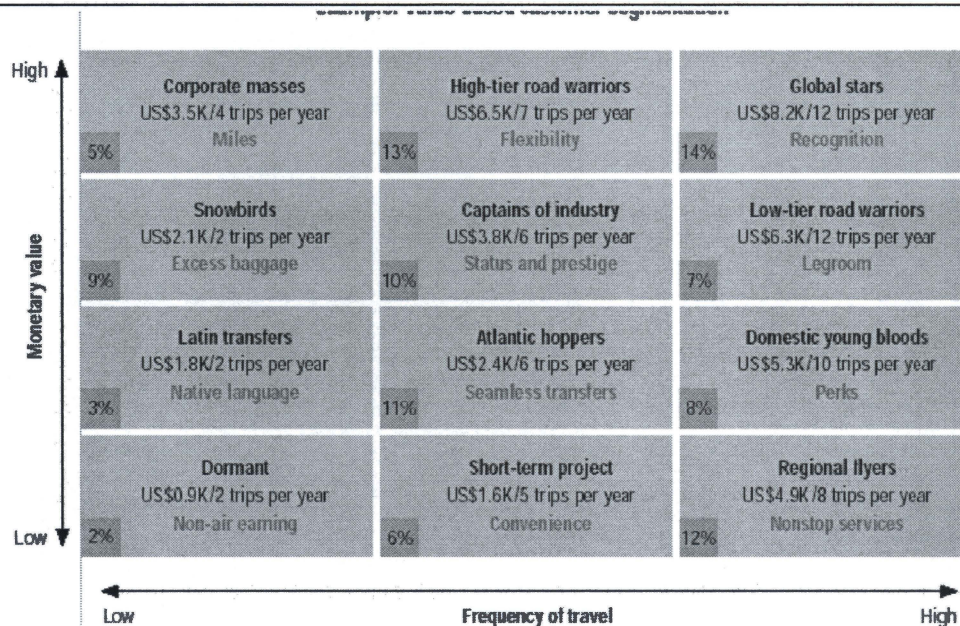 High
Corporate masses
US$3.5K/4 trips per year
Miles
5%
High-tier road warriors
US$6.5K/7 trips per year
Flexibility
13%
Global stars
US$8.2K/12 trips per year
Recognition
14%
Snowbirds
US$2.1K/2 trips per year
Excess baggage
9%
Captains of industry
US$3.8K/6 trips per year
Status and prestige
10%
Low-tier road warriors
US$6.3K/12 trips per year
Legroom
7%
Monetary value
Latin transfers
US$1.8K/2 trips per year
Native language
3%
Atlantic hoppers
US$2.4K/6 trips per year
Seamless transfers
11%
Domestic young bloods
US$5.3K/10 trips per year
Perks
8%
Dormant
US$0.9K/2 trips per year
Non-air earning
2%
Short-term project
US$1.6K/5 trips per year
Convenience
6%
Regional flyers
US$4.9K/8 trips per year
Nonstop services
12%
Low
Low
Frequency of travel
High